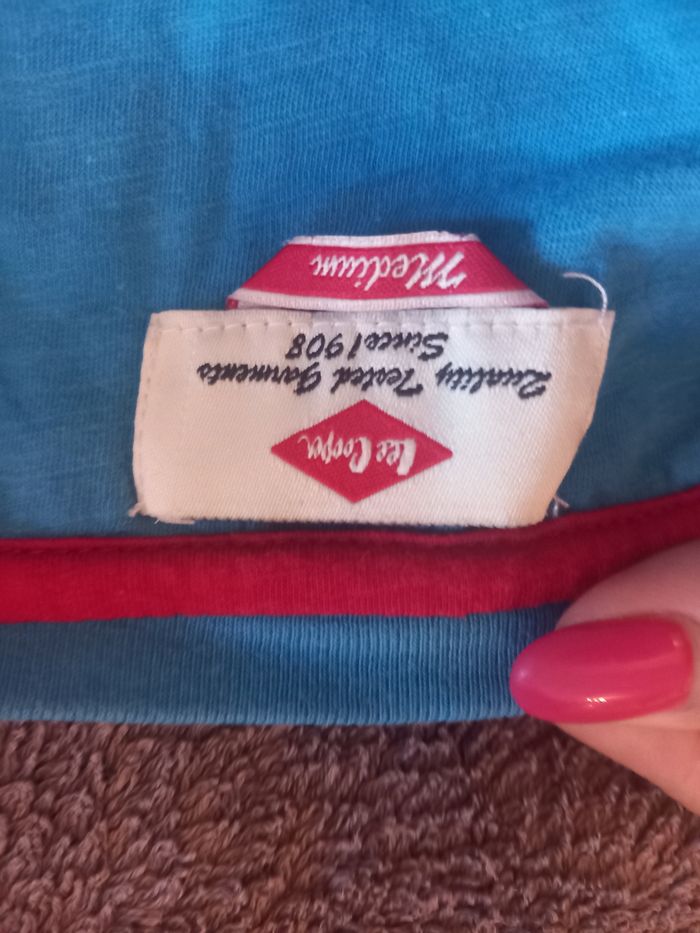 Lee Cooper
Quality Tested Garments
Since 1908
Medium